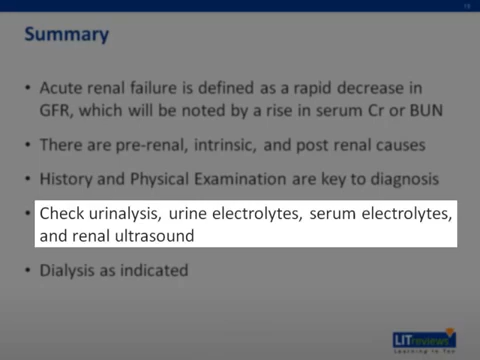 Summary
• Acute renal failure is defined as a rapid decrease in
GFR, which will be noted by a rise in serum Cr or BUN
• There are pre-renal, intrinsic, and post renal causes
• History and Physical Examination are key to diagnosis
• Check urinalysis, urine electrolytes, serum electrolytes,
and renal ultrasound
• Dialysis as indicated
LITreviews